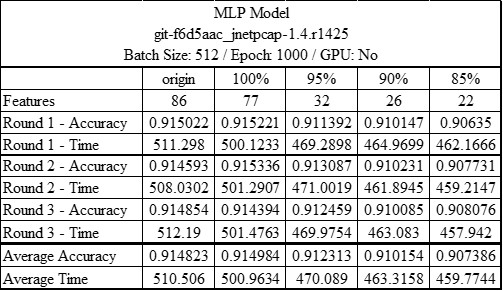 MLP Model
git-f6d5aac_jnetpcap-1.4.r1425
Batch Size: 512 / Epoch: 1000 / GPU: No
origin 100% 95% 90% 85%
Features 86 77 32 26 22
Round 1 - Accuracy 0.915022 0.915221 0.911392 0.910147 0.90635
Round 1 - Time 511.298 500.1233 469.2898 464.9699 462.1666
Round 2 - Accuracy 0.914593 0.915336 0.913087 0.910231 0.907731
Round 2 - Time 508.0302 501.2907 471.0019 461.8945 459.2147
Round 3 - Accuracy 0.914854 0.914394 0.912459 0.910085 0.908076
Round 3 - Time 512.19 501.4763 469.9754 463.083 457.942
Average Accuracy 0.914823 0.914984 0.912313 0.910154 0.907386
Average Time 510.506 500.9634 470.089 463.3158 459.7744